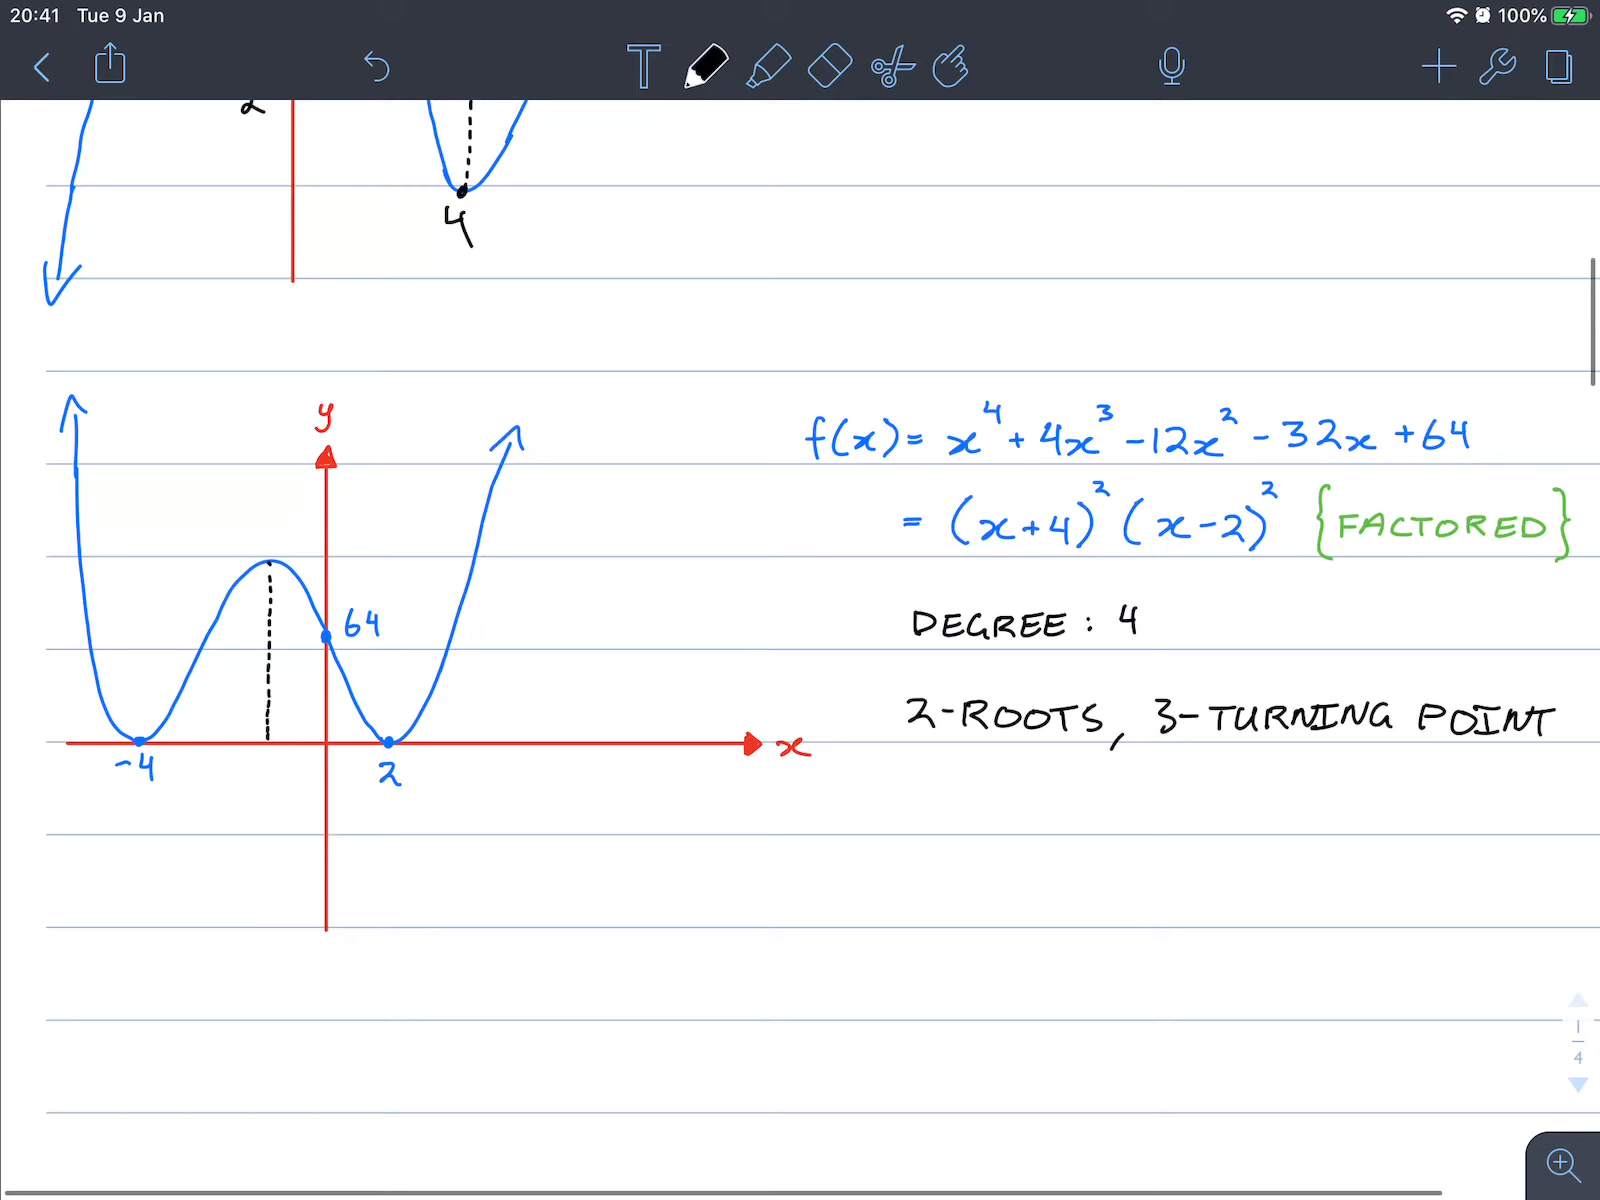 20:41 Tue 9 Jan 100%
T
4
y
f(x) = x⁴ + 4x³ - 12x² - 32x + 64
= (x+4)² (x-2)² {FACTORED}
64
DEGREE : 4
2-ROOTS, 3-TURNING POINT
x
-4 2
1
4